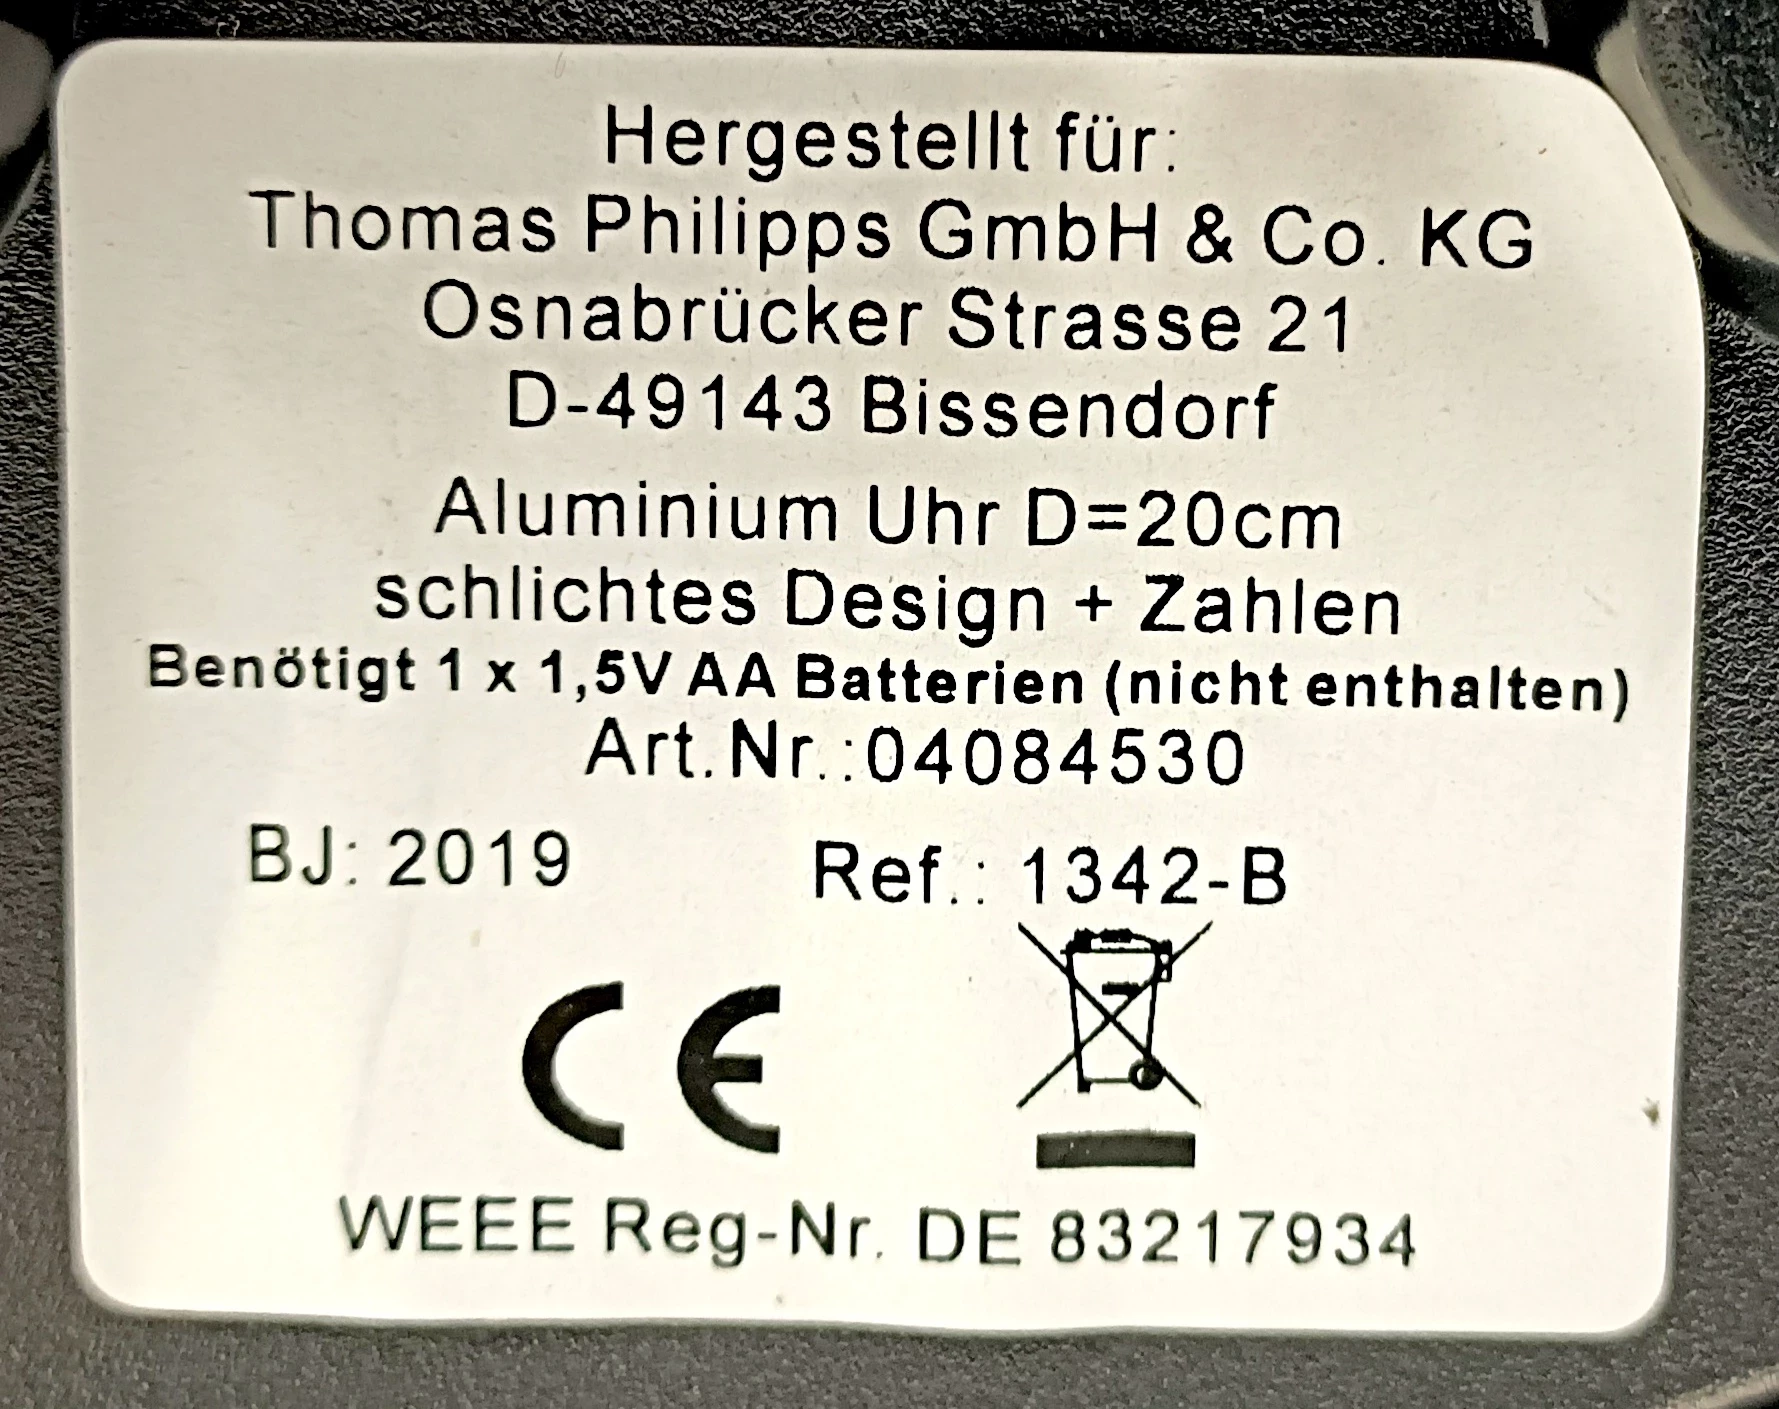 Hergestellt für:
Thomas Philipps GmbH & Co. KG
Osnabrücker Strasse 21
D-49143 Bissendorf
Aluminium Uhr D=20cm
schlichtes Design + Zahlen
Benötigt 1 x 1,5V AA Batterien (nicht enthalten)
Art.Nr.:04084530
BJ: 2019 Ref.: 1342-B
CE
WEEE Reg-Nr. DE 83217934